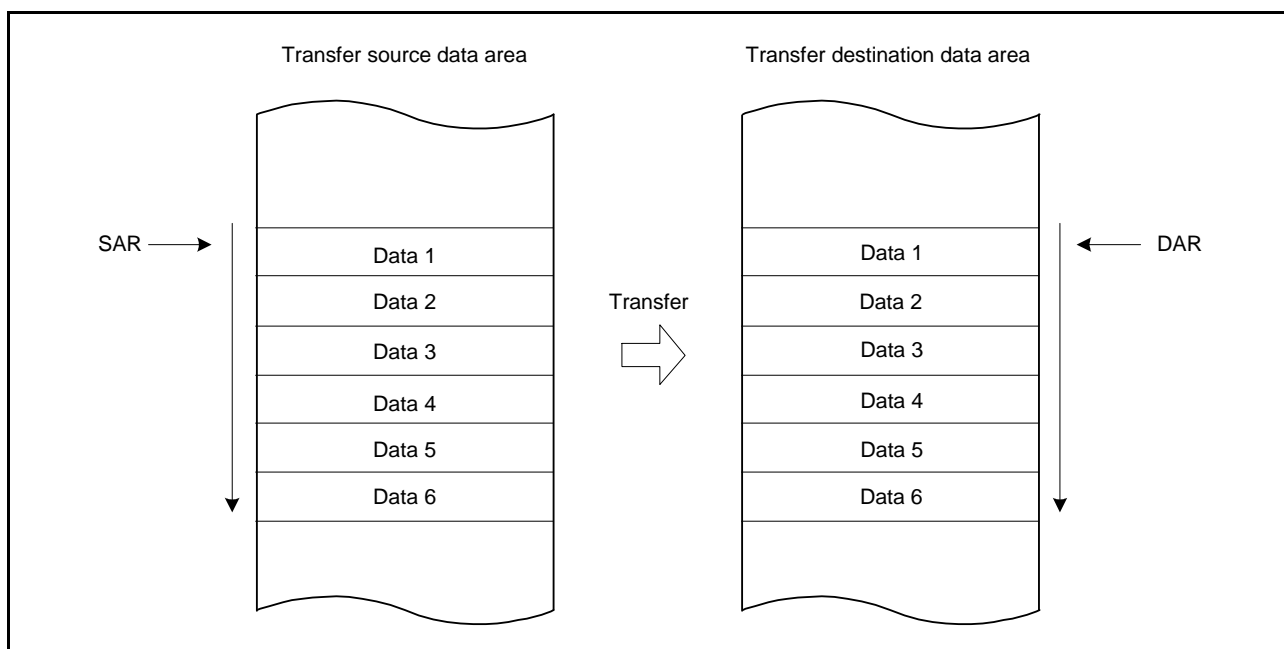 Transfer source data area
Transfer destination data area
SAR
Data 1
Data 2
Data 3
Data 4
Data 5
Data 6
Transfer
Data 1
Data 2
Data 3
Data 4
Data 5
Data 6
DAR